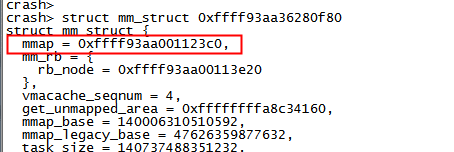 crash>
crash> struct mm_struct 0xffff93aa36280f80
struct mm_struct {
mmap = 0xffff93aa001123c0,
mm_rb = {
rb_node = 0xffff93aa00113e20
},
vmacache_seqnum = 4,
get_unmapped_area = 0xffffffffa8c34160,
mmap_base = 140006310510592,
mmap_legacy_base = 47626359877632,
task_size = 140737488351232,